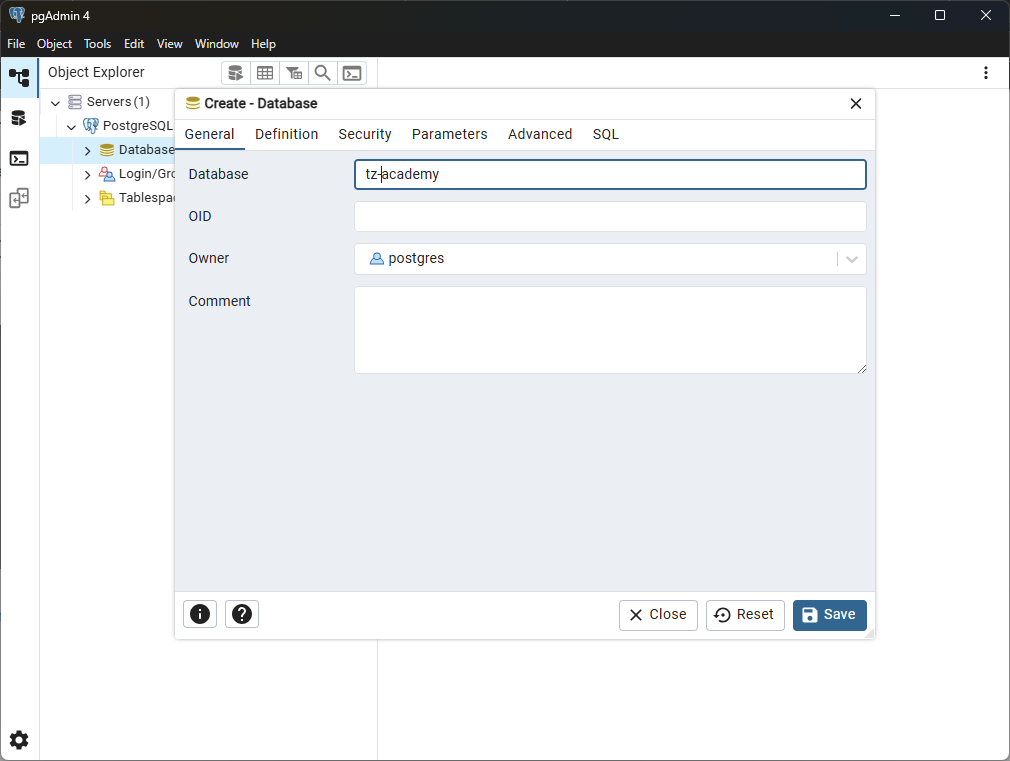 pgAdmin 4
File Object Tools Edit View Window Help
Object Explorer
Servers (1)
PostgreSQL
Database
Login/Gro
Tablespa
Create - Database
General Definition Security Parameters Advanced SQL
Database
tz-academy
OID
Owner
postgres
Comment
Close Reset Save